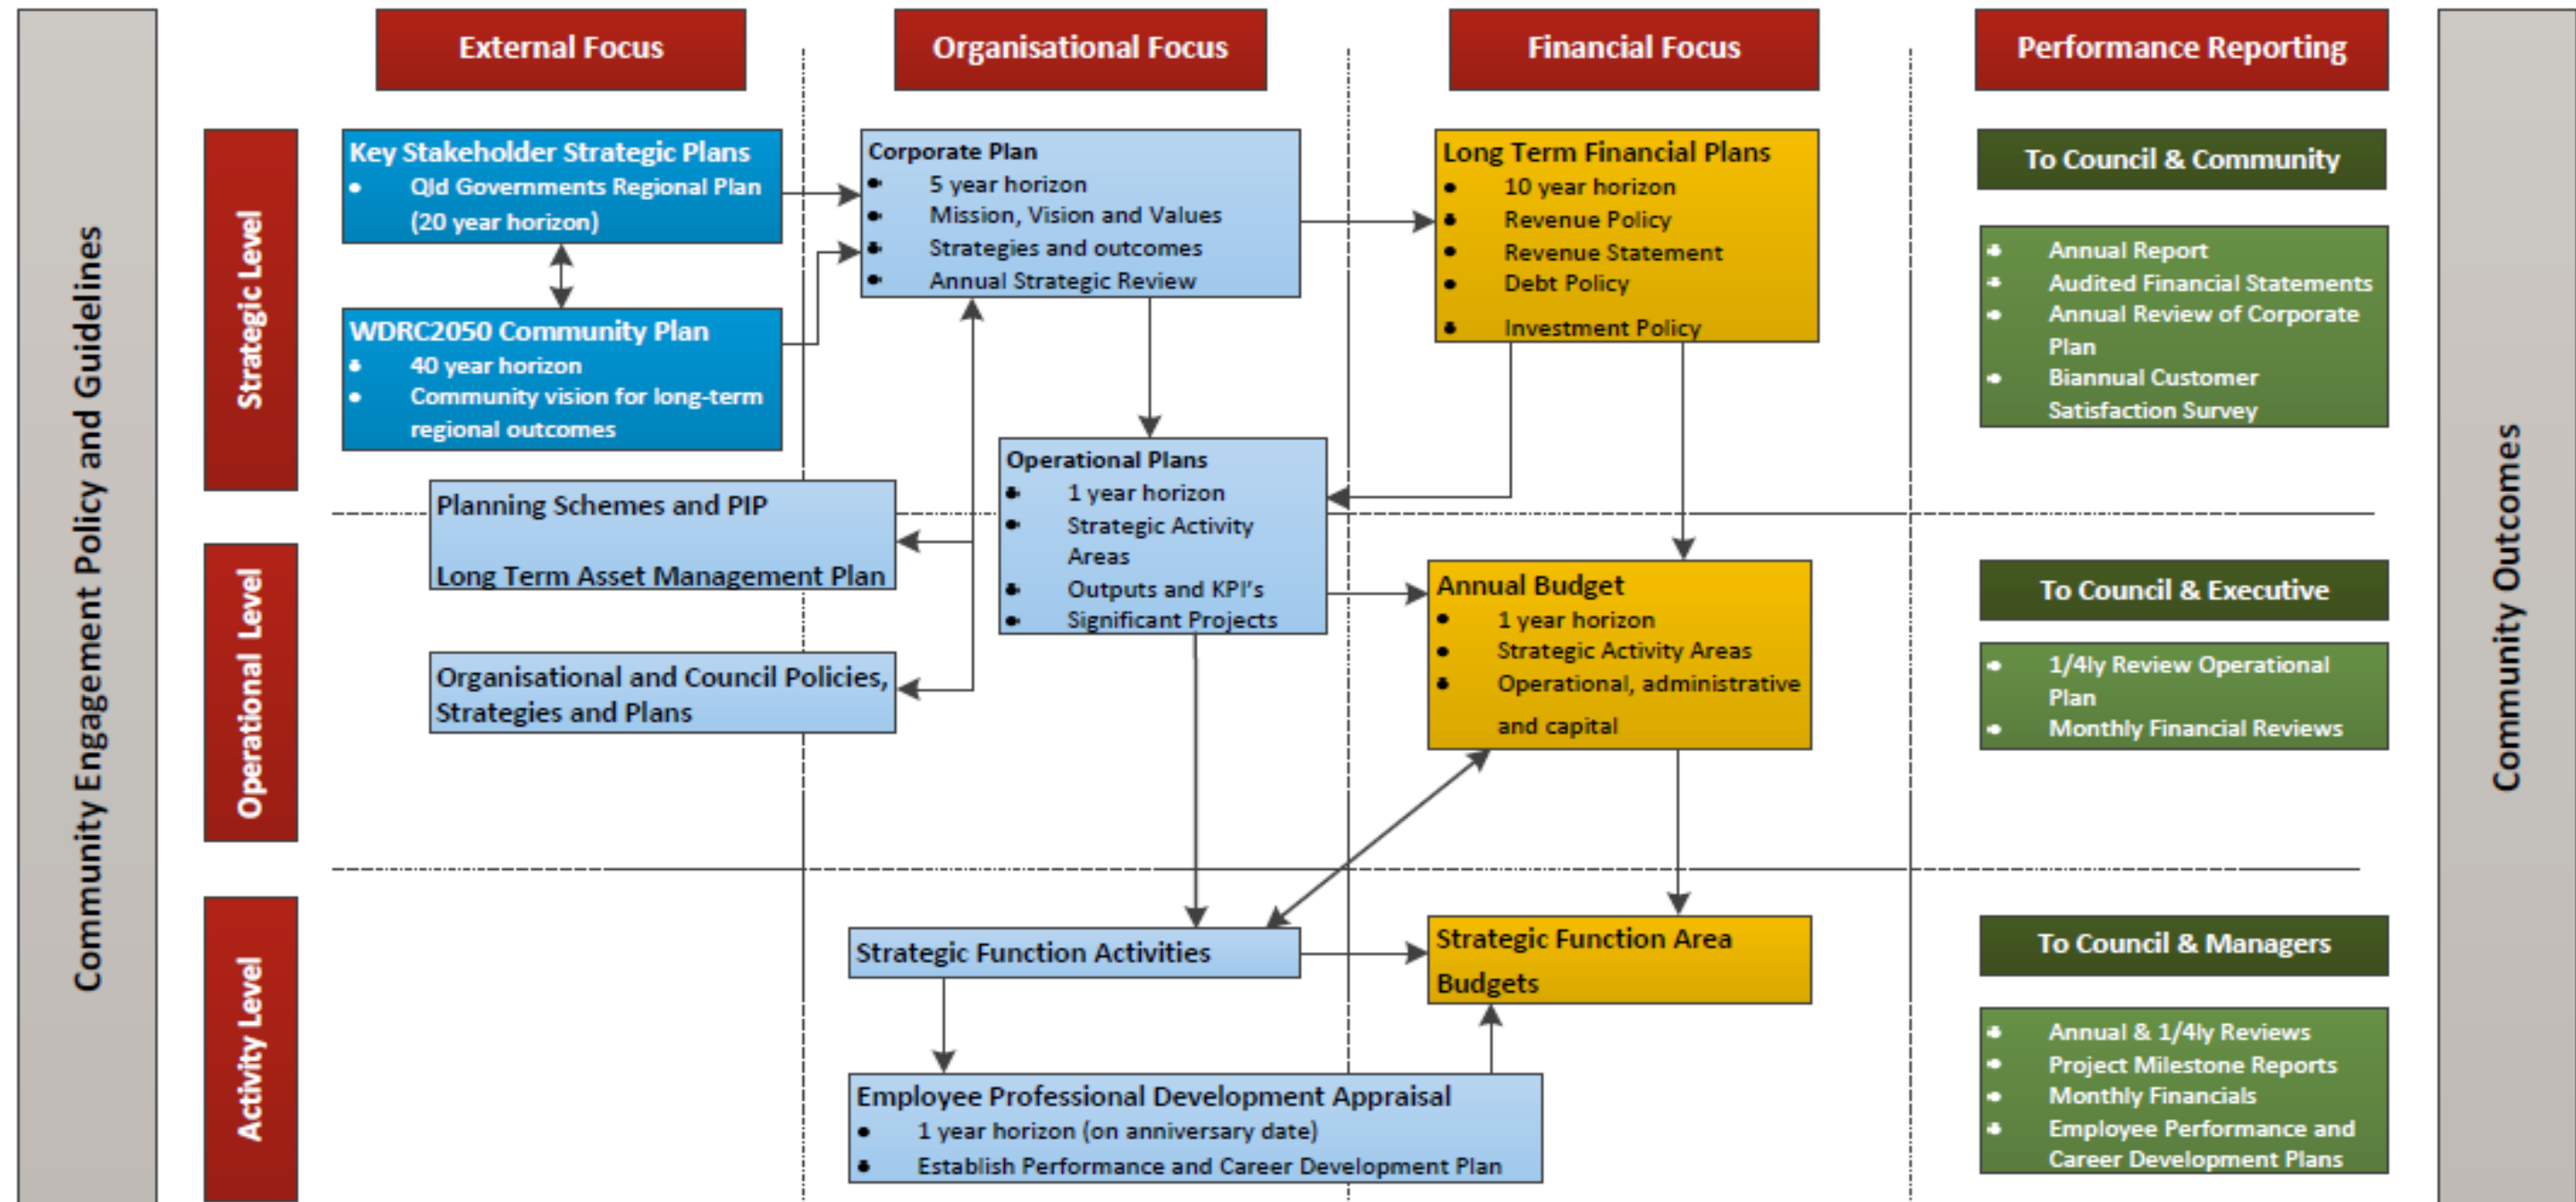 Community Engagement Policy and Guidelines
External Focus
Organisational Focus
Financial Focus
Performance Reporting
Community Outcomes
Strategic Level
Key Stakeholder Strategic Plans
• Qld Governments Regional Plan
(20 year horizon)
WDRC2050 Community Plan
• 40 year horizon
• Community vision for long-term
regional outcomes
Corporate Plan
• 5 year horizon
• Mission, Vision and Values
• Strategies and outcomes
• Annual Strategic Review
Long Term Financial Plans
• 10 year horizon
• Revenue Policy
• Revenue Statement
• Debt Policy
• Investment Policy
To Council & Community
• Annual Report
• Audited Financial Statements
• Annual Review of Corporate
Plan
• Biannual Customer
Satisfaction Survey
Operational Level
Planning Schemes and PIP
Long Term Asset Management Plan
Organisational and Council Policies,
Strategies and Plans
Operational Plans
• 1 year horizon
• Strategic Activity
Areas
• Outputs and KPI's
• Significant Projects
Annual Budget
• 1 year horizon
• Strategic Activity Areas
• Operational, administrative
and capital
To Council & Executive
• 1/4ly Review Operational
Plan
• Monthly Financial Reviews
Activity Level
Strategic Function Activities
Strategic Function Area
Budgets
Employee Professional Development Appraisal
• 1 year horizon (on anniversary date)
• Establish Performance and Career Development Plan
To Council & Managers
• Annual & 1/4ly Reviews
• Project Milestone Reports
• Monthly Financials
• Employee Performance and
Career Development Plans